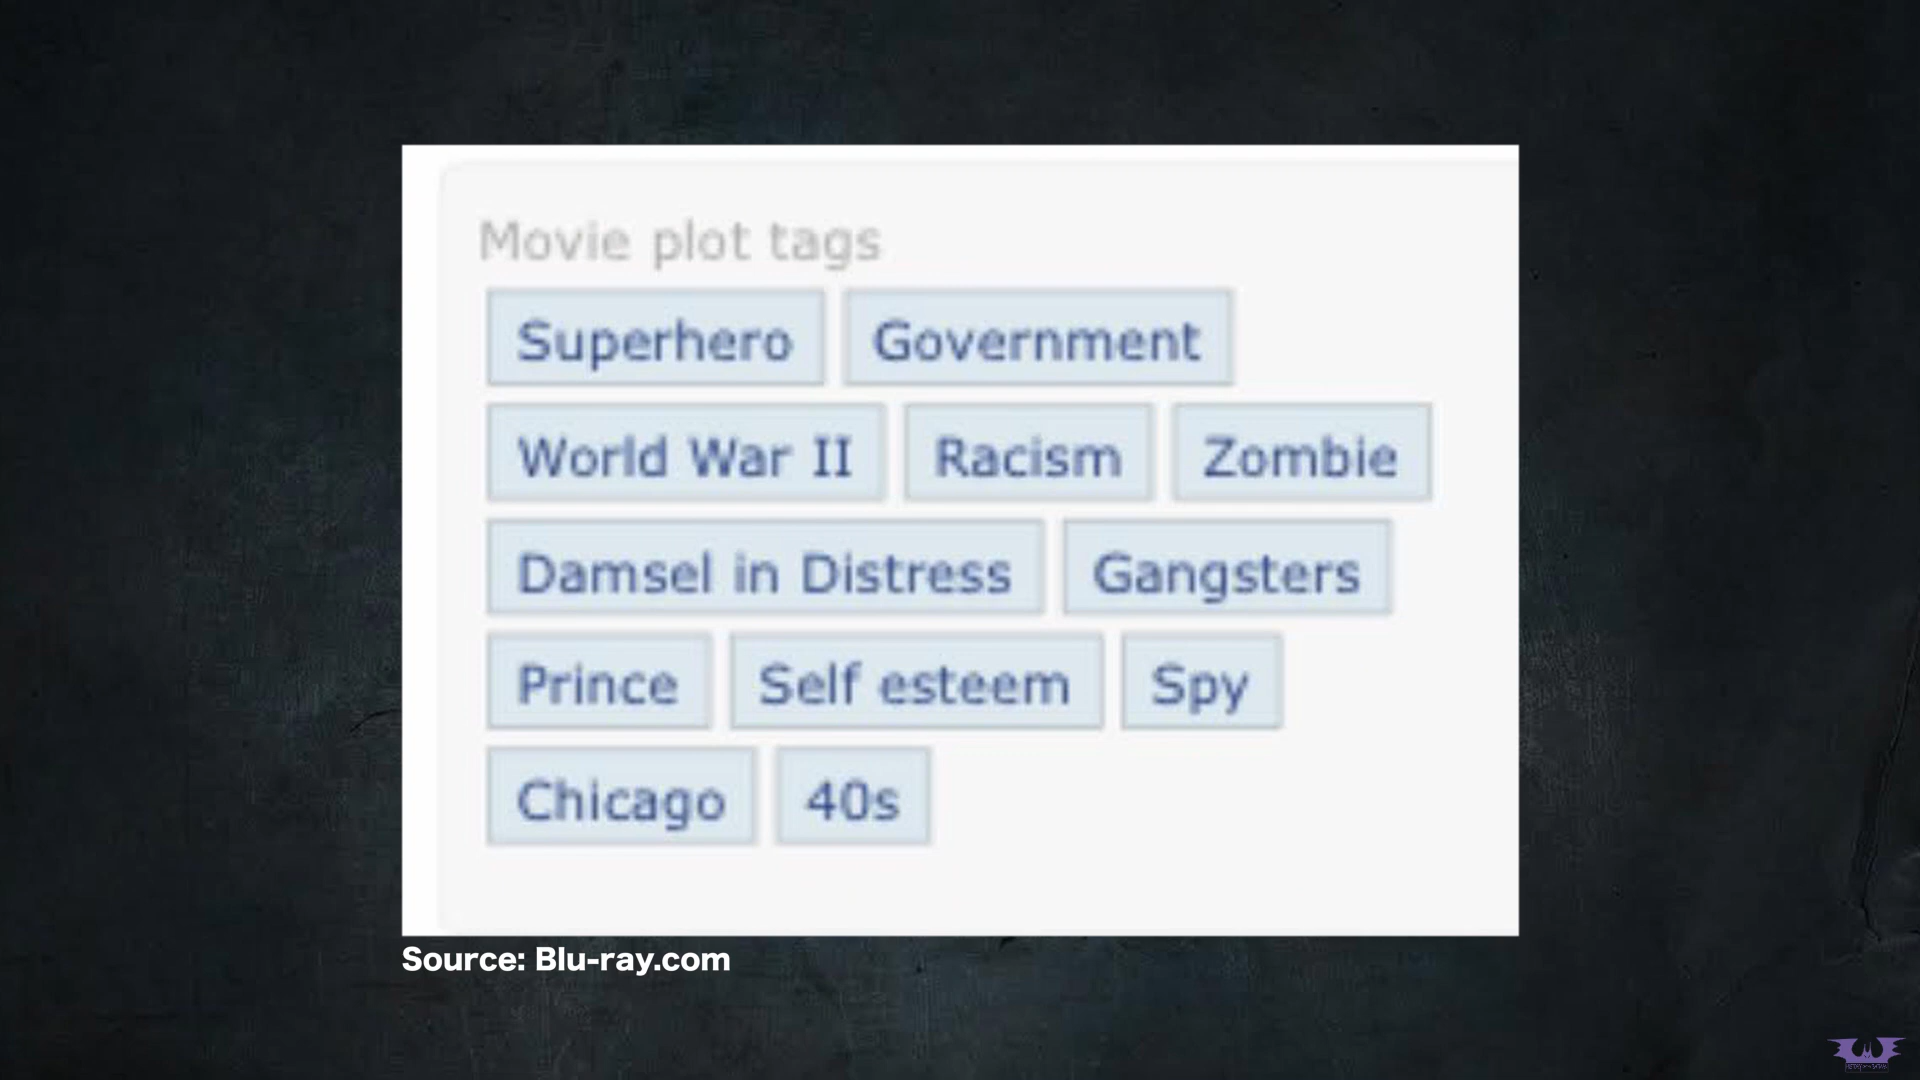 Movie plot tags
Superhero Government
World War II Racism Zombie
Damsel in Distress Gangsters
Prince Self esteem Spy
Chicago 40s
Source: Blu-ray.com